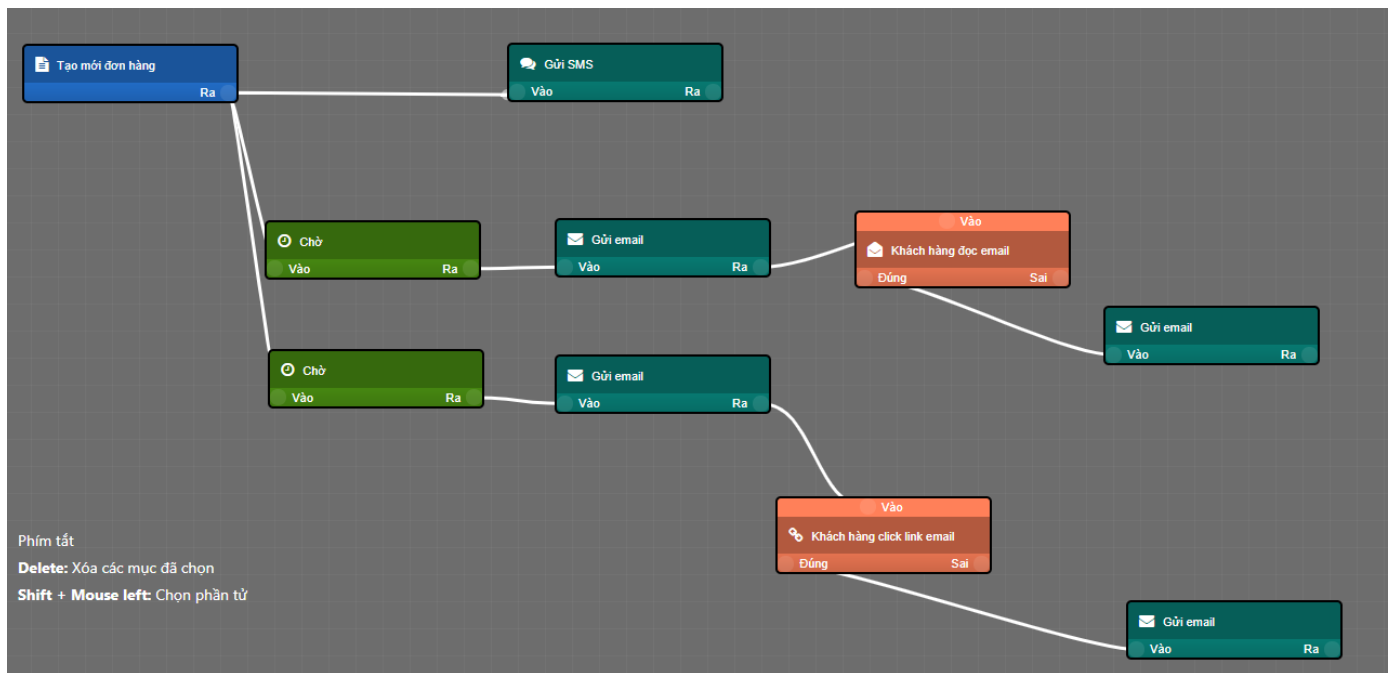 Tạo mới đơn hàng
Ra
Gửi SMS
Vào Ra
Chờ
Vào Ra
Gửi email
Vào Ra
Vào
Khách hàng đọc email
Đúng Sai
Gửi email
Vào Ra
Chờ
Vào Ra
Gửi email
Vào Ra
Vào
Khách hàng click link email
Đúng Sai
Gửi email
Vào Ra
Phím tắt
Delete: Xóa các mục đã chọn
Shift + Mouse left: Chọn phần tử